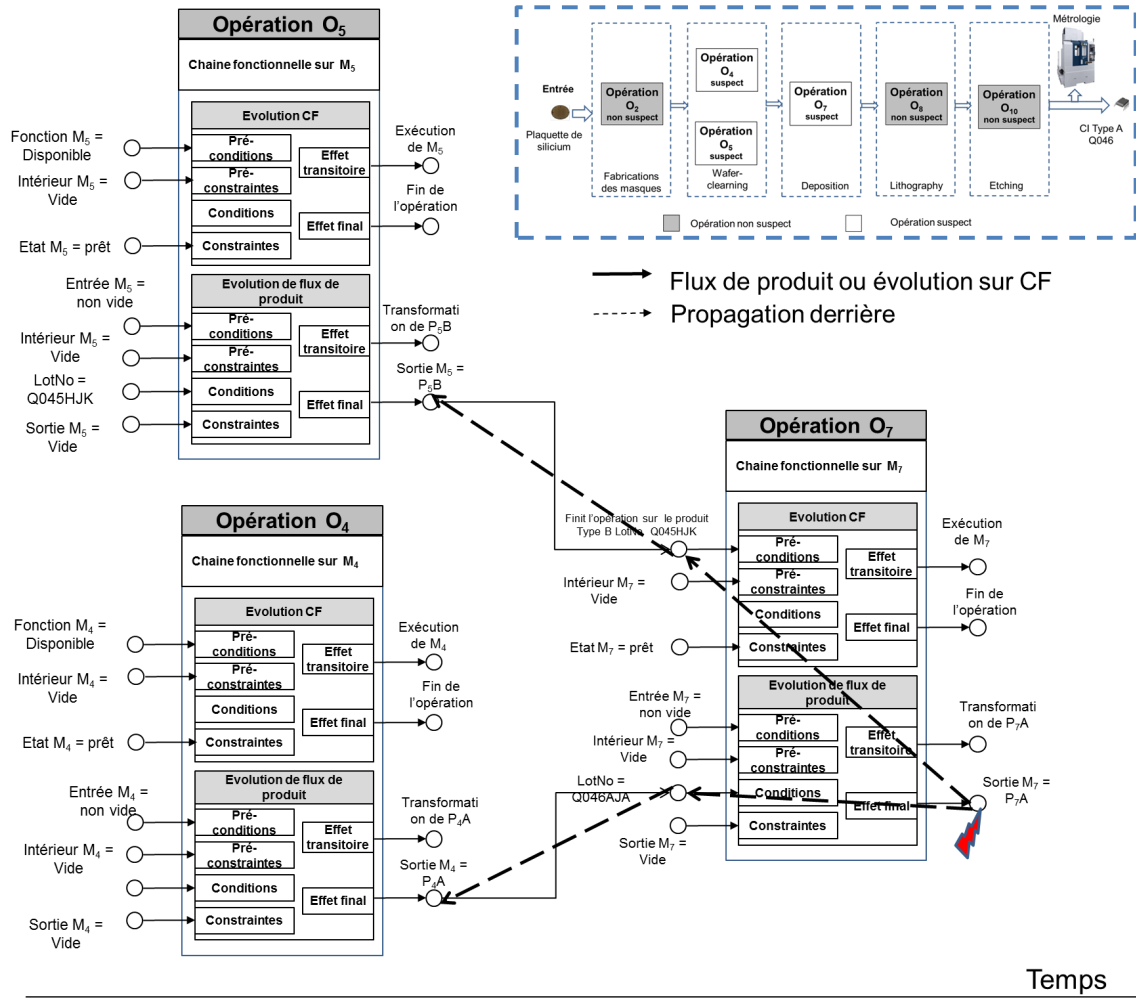 Opération O₅
Chaine fonctionnelle sur M₅
Evolution CF
Fonction M₅ =
Disponible
Intérieur M₅ =
Vide
Etat M₅ = prêt
Pré-
conditions
Pré-
constraintes
Conditions
Constraintes
Effet
transitoire
Effet final
Exécution
de M₅
Fin de
l'opération
Evolution de flux de
produit
Entrée M₅ =
non vide
Intérieur M₅ =
Vide
LotNo =
Q045HJK
Sortie M₅ =
Vide
Pré-
conditions
Pré-
constraintes
Conditions
Constraintes
Effet
transitoire
Effet final
Transformati
on de P₅B
Sortie M₅ =
P₅B
Métrologie
Entrée
Plaquette de
silicium
Opération
O₂
non suspect
Fabrications
des masques
Opération
O₄
suspect
Opération
O₅
suspect
Wafer-
clearning
Opération
O₇
suspect
Deposition
Opération
O₈
non suspect
Lithography
Opération
O₁₀
non suspect
Etching
CI Type A
Q046
Opération non suspect
Opération suspect
Flux de produit ou évolution sur CF
Propagation derrière
Opération O₄
Chaine fonctionnelle sur M₄
Evolution CF
Fonction M₄ =
Disponible
Intérieur M₄ =
Vide
Etat M₄ = prêt
Pré-
conditions
Pré-
constraintes
Conditions
Constraintes
Effet
transitoire
Effet final
Exécution
de M₄
Fin de
l'opération
Evolution de flux de
produit
Entrée M₄ =
non vide
Intérieur M₄ =
Vide
Sortie M₄ =
Vide
Pré-
conditions
Pré-
constraintes
Conditions
Constraintes
Effet
transitoire
Effet final
Transformati
on de P₄A
Sortie M₄ =
P₄A
Opération O₇
Chaine fonctionnelle sur M₇
Evolution CF
Finit l'opération sur le produit
Type B LotNo Q045HJK
Intérieur M₇ =
Vide
Etat M₇ = prêt
Pré-
conditions
Pré-
constraintes
Conditions
Constraintes
Effet
transitoire
Effet final
Exécution
de M₇
Fin de
l'opération
Evolution de flux de
produit
Entrée M₇ =
non vide
Intérieur M₇ =
Vide
LotNo =
Q046AJA
Sortie M₇ =
Vide
Pré-
conditions
Pré-
constraintes
Conditions
Constraintes
Effet
transitoire
Effet final
Transformati
on de P₇A
Sortie M₇ =
P₇A
Temps